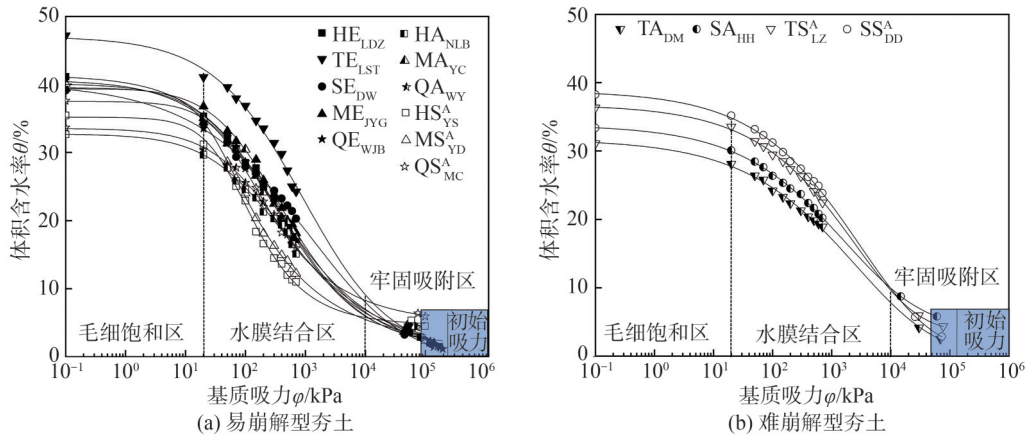 50
40
30
20
10
0
体积含水率θ/%
HE_LDZ
TE_LST
SE_DW
ME_JYG
QE_WJB
HA_NLB
MA_YC
QA_WY
HS^A_YS
MS^A_YD
QS^A_MC
毛细饱和区
水膜结合区
牢固吸附区
初始
吸力
10^-1 10^0 10^1 10^2 10^3 10^4 10^5 10^6
基质吸力φ/kPa
(a) 易崩解型夯土
50
40
30
20
10
0
体积含水率θ/%
TA_DM SA_HH TS^A_LZ SS^A_DD
毛细饱和区
水膜结合区
牢固吸附区
初始
吸力
10^-1 10^0 10^1 10^2 10^3 10^4 10^5 10^6
基质吸力φ/kPa
(b) 难崩解型夯土